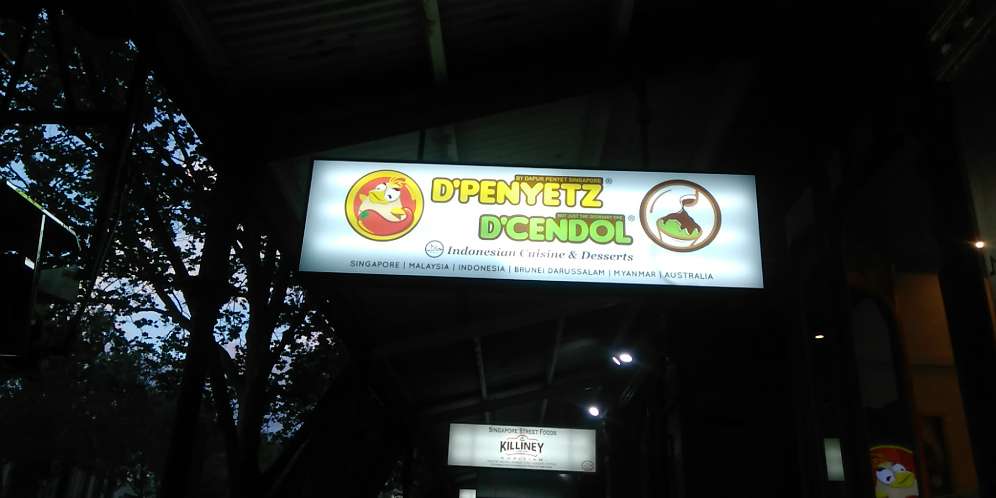 BY DAPUR PENYET SINGAPORE
D'PENYETZ ®
D'CENDOL ®
Indonesian Cuisine & Desserts
SINGAPORE | MALAYSIA | INDONESIA | BRUNEI DARUSSALAM | MYANMAR | AUSTRALIA
SINGAPORE STREET FOODS
KILLINEY